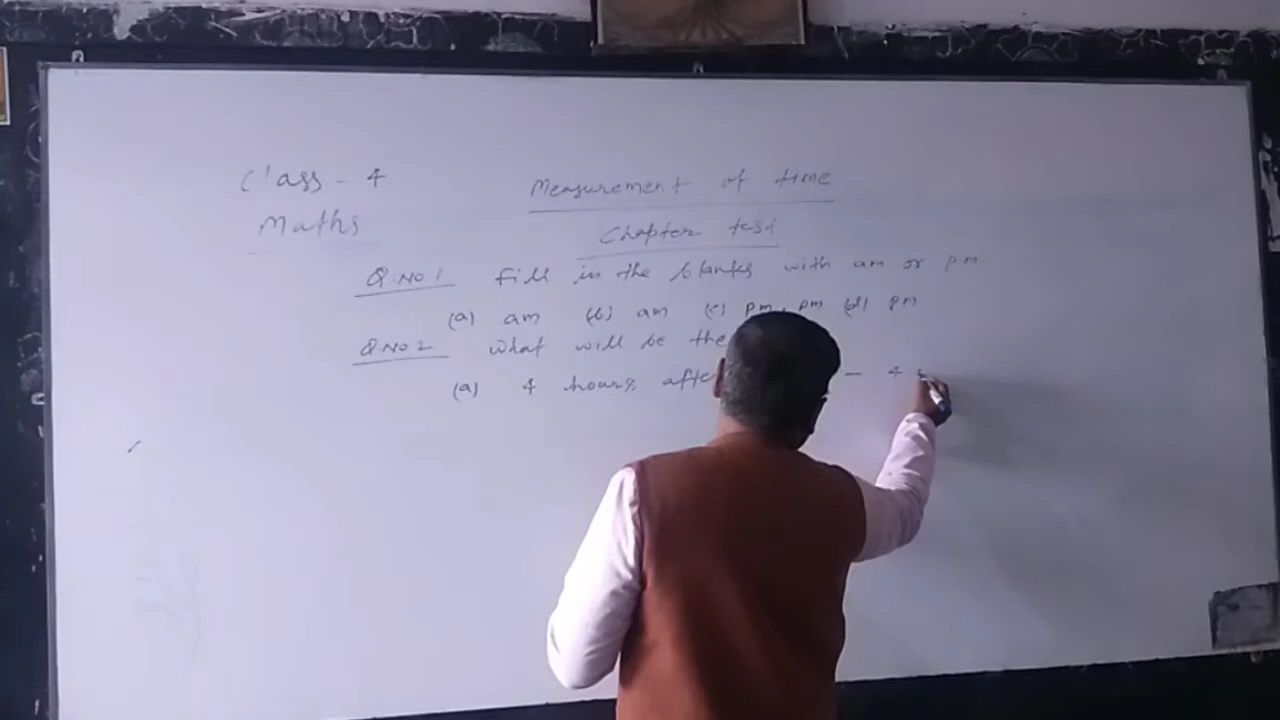 Class - 4
Measurement of time
Maths
Chapter test
Q.NO 1 Fill in the blanks with am or pm.
(a) am (b) am (c) pm, pm (d) pm
Q.NO 2 What will be the
(a) 4 hours after - 4